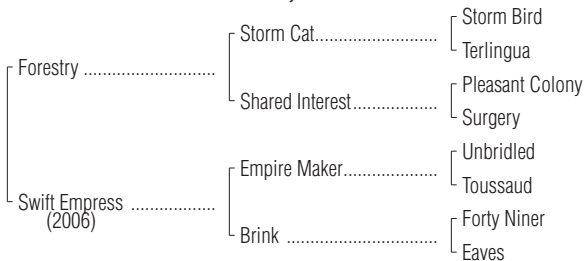 Storm Bird
Storm Cat..............................
Terlingua
Forestry ................................
Pleasant Colony
Shared Interest.....................
Surgery
Unbridled
Empire Maker.......................
Toussaud
Swift Empress .....................
(2006)
Forty Niner
Brink .....................................
Eaves